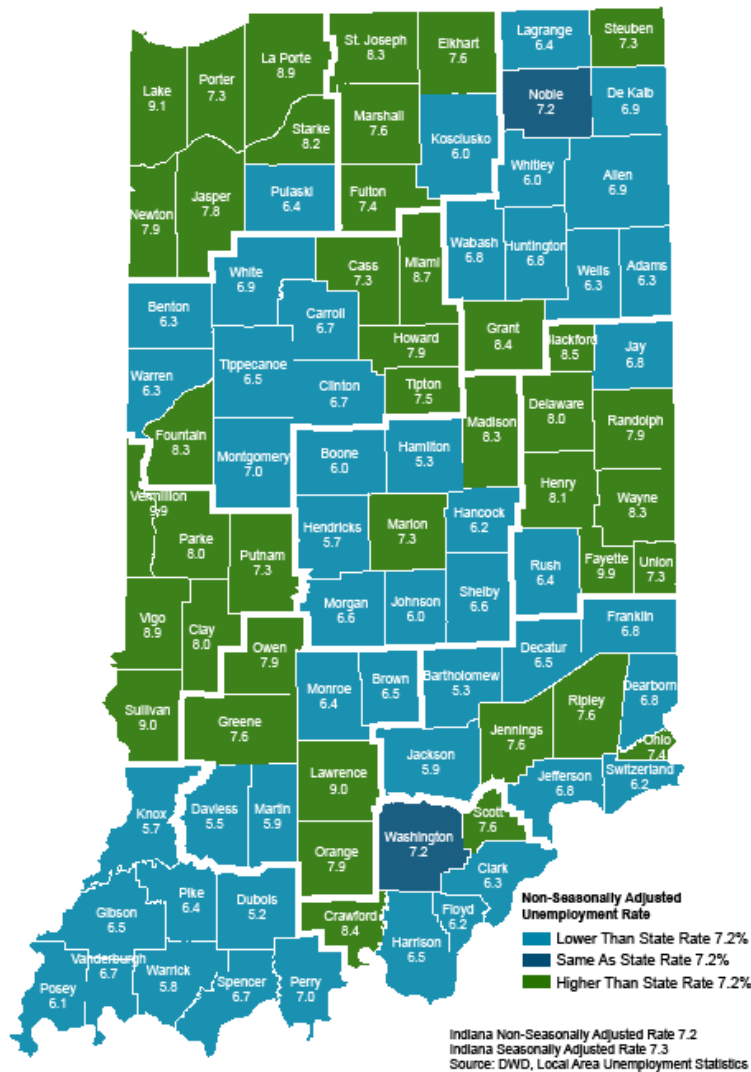 Lagrange
6.4
Steuben
7.3
St. Joseph
8.3
Elkhart
7.6
La Porte
8.9
Porter
7.3
Lake
9.1
Noble
7.2
De Kalb
6.9
Marshall
7.6
Starke
8.2
Kosciusko
6.0
Whitley
6.0
Allen
6.9
Pulaski
6.4
Fulton
7.4
Jasper
7.8
Newton
7.9
Wabash
6.8
Huntington
6.8
Wells
6.3
Adams
6.3
White
6.9
Cass
7.3
Miami
8.7
Benton
6.3
Carroll
6.7
Grant
8.4
Blackford
8.5
Jay
6.8
Howard
7.9
Warren
6.3
Tippecanoe
6.5
Clinton
6.7
Tipton
7.5
Madison
8.3
Delaware
8.0
Randolph
7.9
Fountain
8.3
Montgomery
7.0
Boone
6.0
Hamilton
5.3
Henry
8.1
Wayne
8.3
Vermillion
9.9
Parke
8.0
Putnam
7.3
Hendricks
5.7
Marion
7.3
Hancock
6.2
Rush
6.4
Fayette
9.9
Union
7.3
Vigo
8.9
Clay
8.0
Morgan
6.6
Johnson
6.0
Shelby
6.6
Franklin
6.8
Owen
7.9
Decatur
6.5
Monroe
6.4
Brown
6.5
Bartholomew
5.3
Dearborn
6.8
Ripley
7.6
Sullivan
9.0
Greene
7.6
Jennings
7.6
Ohio
7.4
Jackson
5.9
Lawrence
9.0
Jefferson
6.8
Switzerland
6.2
Knox
5.7
Daviess
5.5
Martin
5.9
Washington
7.2
Scott
7.6
Orange
7.9
Clark
6.3
Pike
6.4
Dubois
5.2
Gibson
6.5
Crawford
8.4
Floyd
6.2
Harrison
6.5
Vanderburgh
6.7
Warrick
5.8
Spencer
6.7
Perry
7.0
Posey
6.1
Non-Seasonally Adjusted
Unemployment Rate
Lower Than State Rate 7.2%
Same As State Rate 7.2%
Higher Than State Rate 7.2%
Indiana Non-Seasonally Adjusted Rate 7.2
Indiana Seasonally Adjusted Rate 7.3
Source: DWD, Local Area Unemployment Statistics